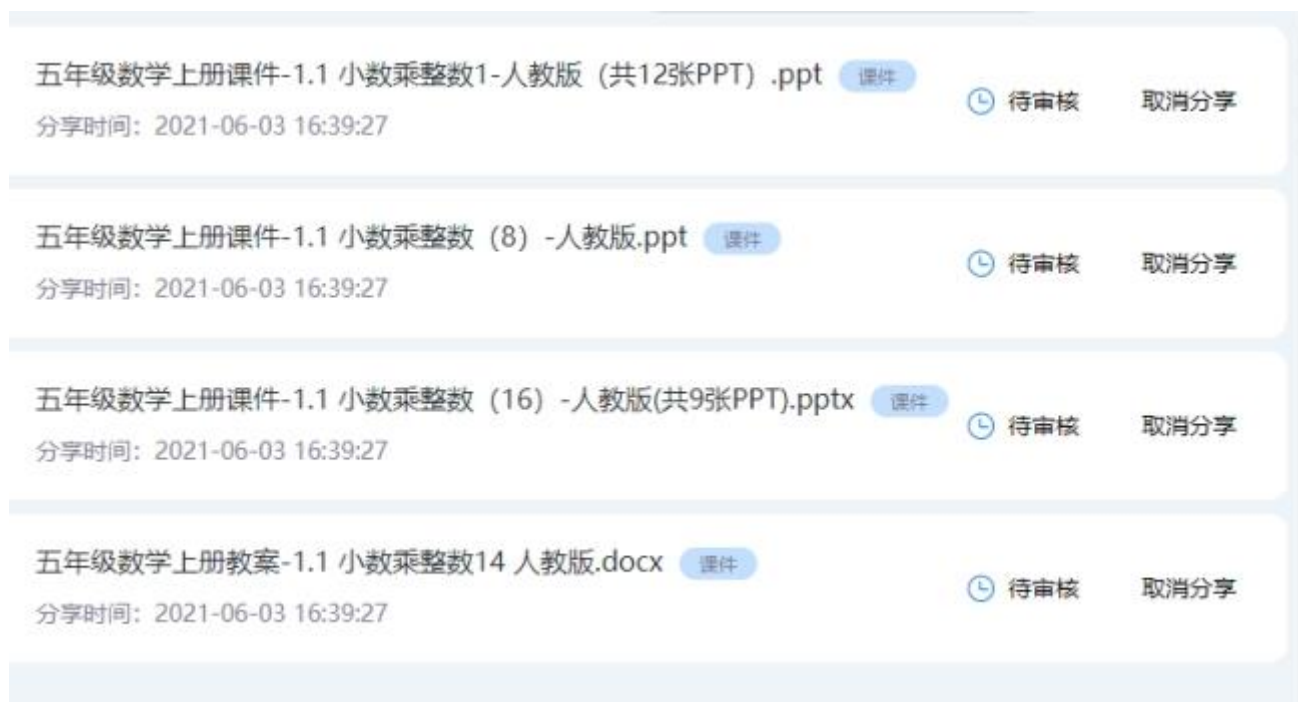 五年级数学上册课件-1.1 小数乘整数1-人教版（共12张PPT）.ppt 课件
待审核 取消分享
分享时间：2021-06-03 16:39:27
五年级数学上册课件-1.1 小数乘整数（8）-人教版.ppt 课件
待审核 取消分享
分享时间：2021-06-03 16:39:27
五年级数学上册课件-1.1 小数乘整数（16）-人教版(共9张PPT).pptx 课件
待审核 取消分享
分享时间：2021-06-03 16:39:27
五年级数学上册教案-1.1 小数乘整数14 人教版.docx 课件
待审核 取消分享
分享时间：2021-06-03 16:39:27